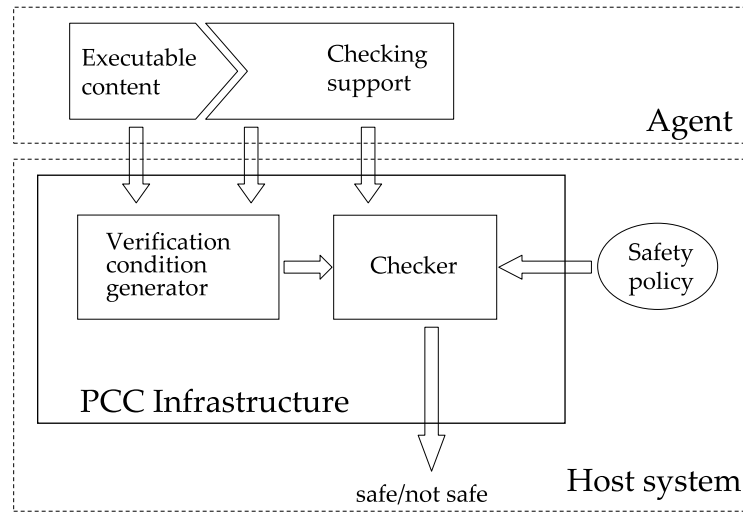 Executable
content
Checking
support
Agent
Verification
condition
generator
Checker
Safety
policy
PCC Infrastructure
Host system
safe/not safe